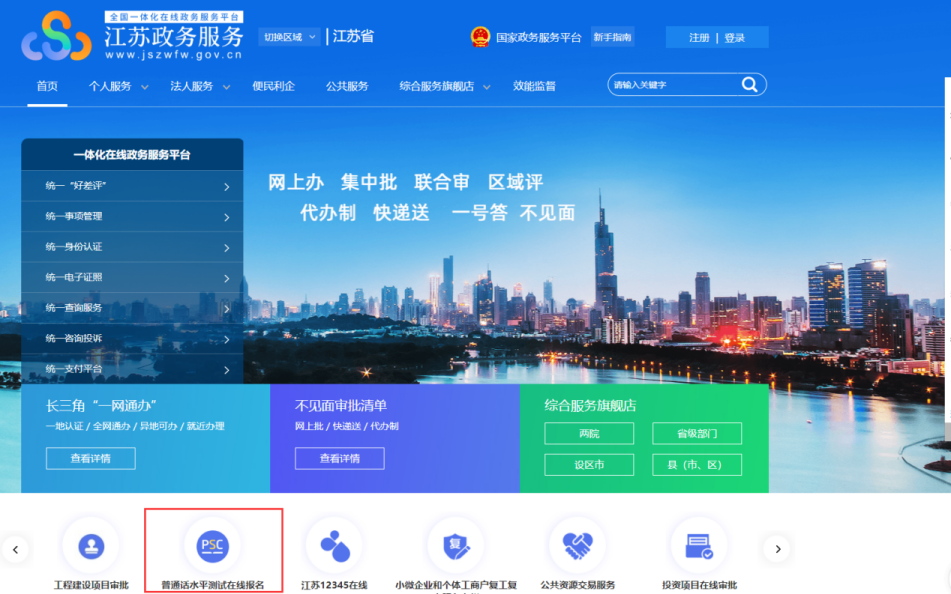 全国一体化在线政务服务平台
江苏政务服务
www.jszwfw.gov.cn
切换区域
江苏省
国家政务服务平台
新手指南
注册 | 登录
首页 个人服务 法人服务 便民利企 公共服务 综合服务旗舰店 效能监督
请输入关键字
一体化在线政务服务平台
统一“好差评”
统一事项管理
统一身份认证
统一电子证照
统一查询服务
统一咨询投诉
统一支付平台
网上办 集中批 联合审 区域评
代办制 快递送 一号答 不见面
长三角“一网通办”
一地认证 / 全网通办 / 异地可办 / 就近办理
查看详情
不见面审批清单
网上批 / 快递送 / 代办制
查看详情
综合服务旗舰店
两院 省级部门
设区市 县（市、区）
PSC
复
工程建设项目审批 普通话水平测试在线报名 江苏12345在线 小微企业和个体工商户复工复 公共资源交易服务 投资项目在线审批